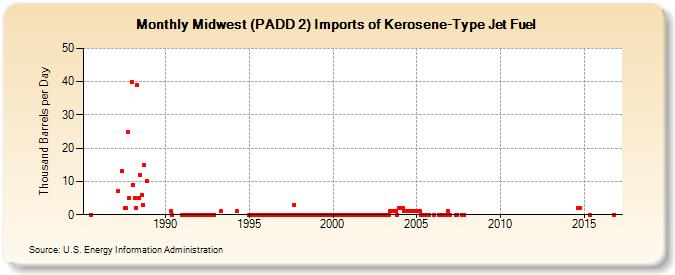 Monthly Midwest (PADD 2) Imports of Kerosene-Type Jet Fuel
Thousand Barrels per Day
50
40
30
20
10
0
1990 1995 2000 2005 2010 2015
Source: U.S. Energy Information Administration